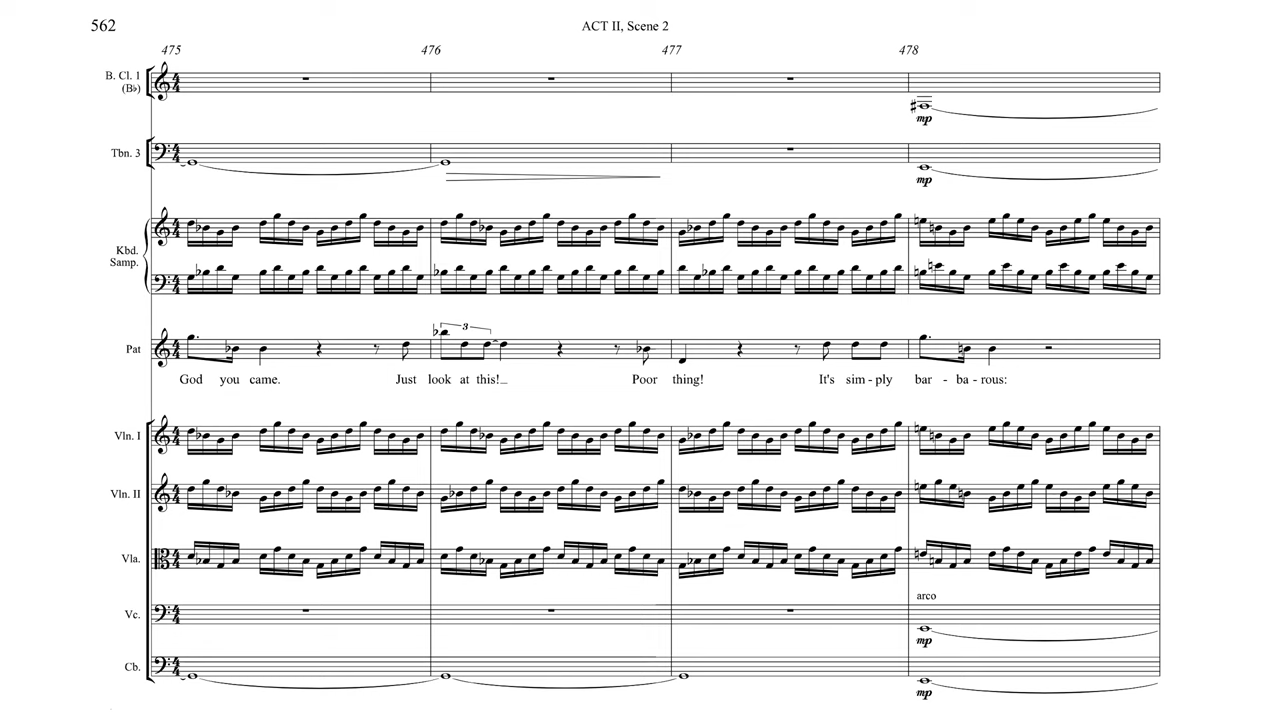 562
ACT II, Scene 2
475 476 477 478
B. Cl. 1
(B♭)
mp
Tbn. 3
mp
Kbd.
Samp.
3
Pat
God you came. Just look at this!_ Poor thing! It's sim - ply bar - ba - rous:
Vln. I
Vln. II
Vla.
arco
Vc.
mp
Cb.
mp